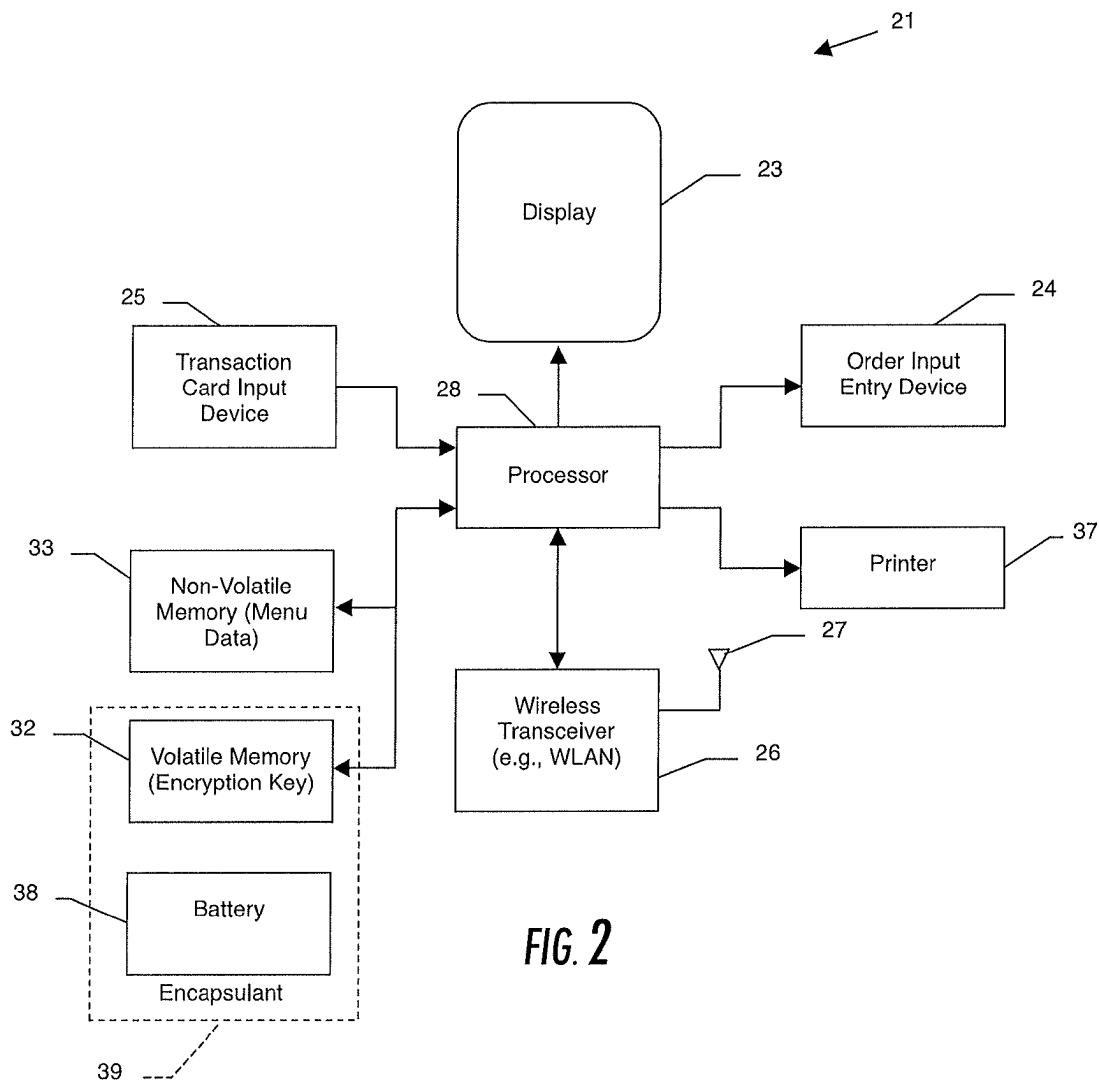 21
23
Display
25
24
Transaction
Card Input
Device
Order Input
Entry Device
28
Processor
33
37
Non-Volatile
Memory (Menu
Data)
Printer
27
32
Wireless
Transceiver
(e.g., WLAN)
Volatile Memory
(Encryption Key)
26
38
Battery
Encapsulant
FIG. 2
39